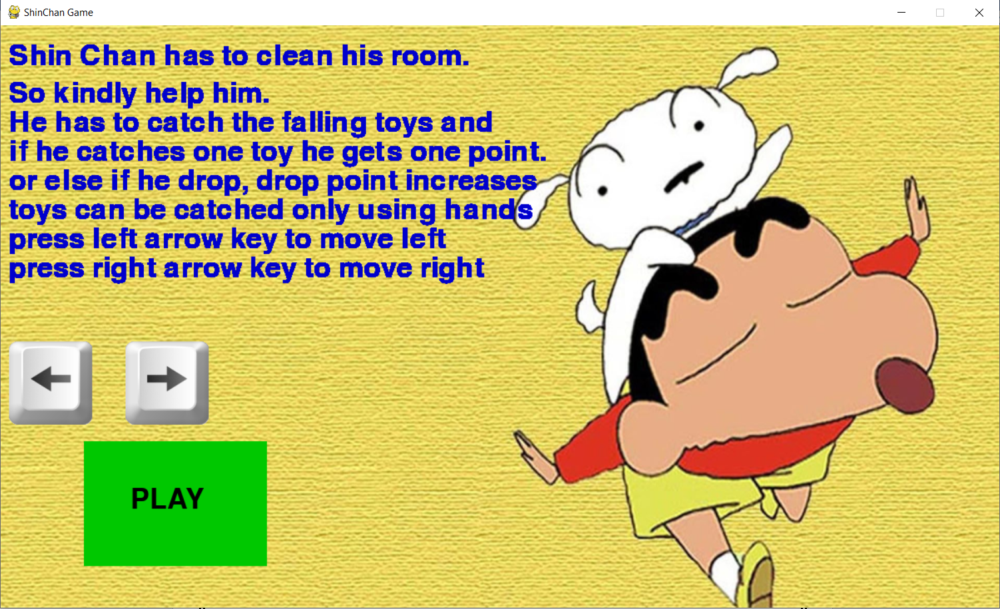 ShinChan Game
Shin Chan has to clean his room.
So kindly help him.
He has to catch the falling toys and
if he catches one toy he gets one point.
or else if he drop, drop point increases
toys can be catched only using hands
press left arrow key to move left
press right arrow key to move right
PLAY